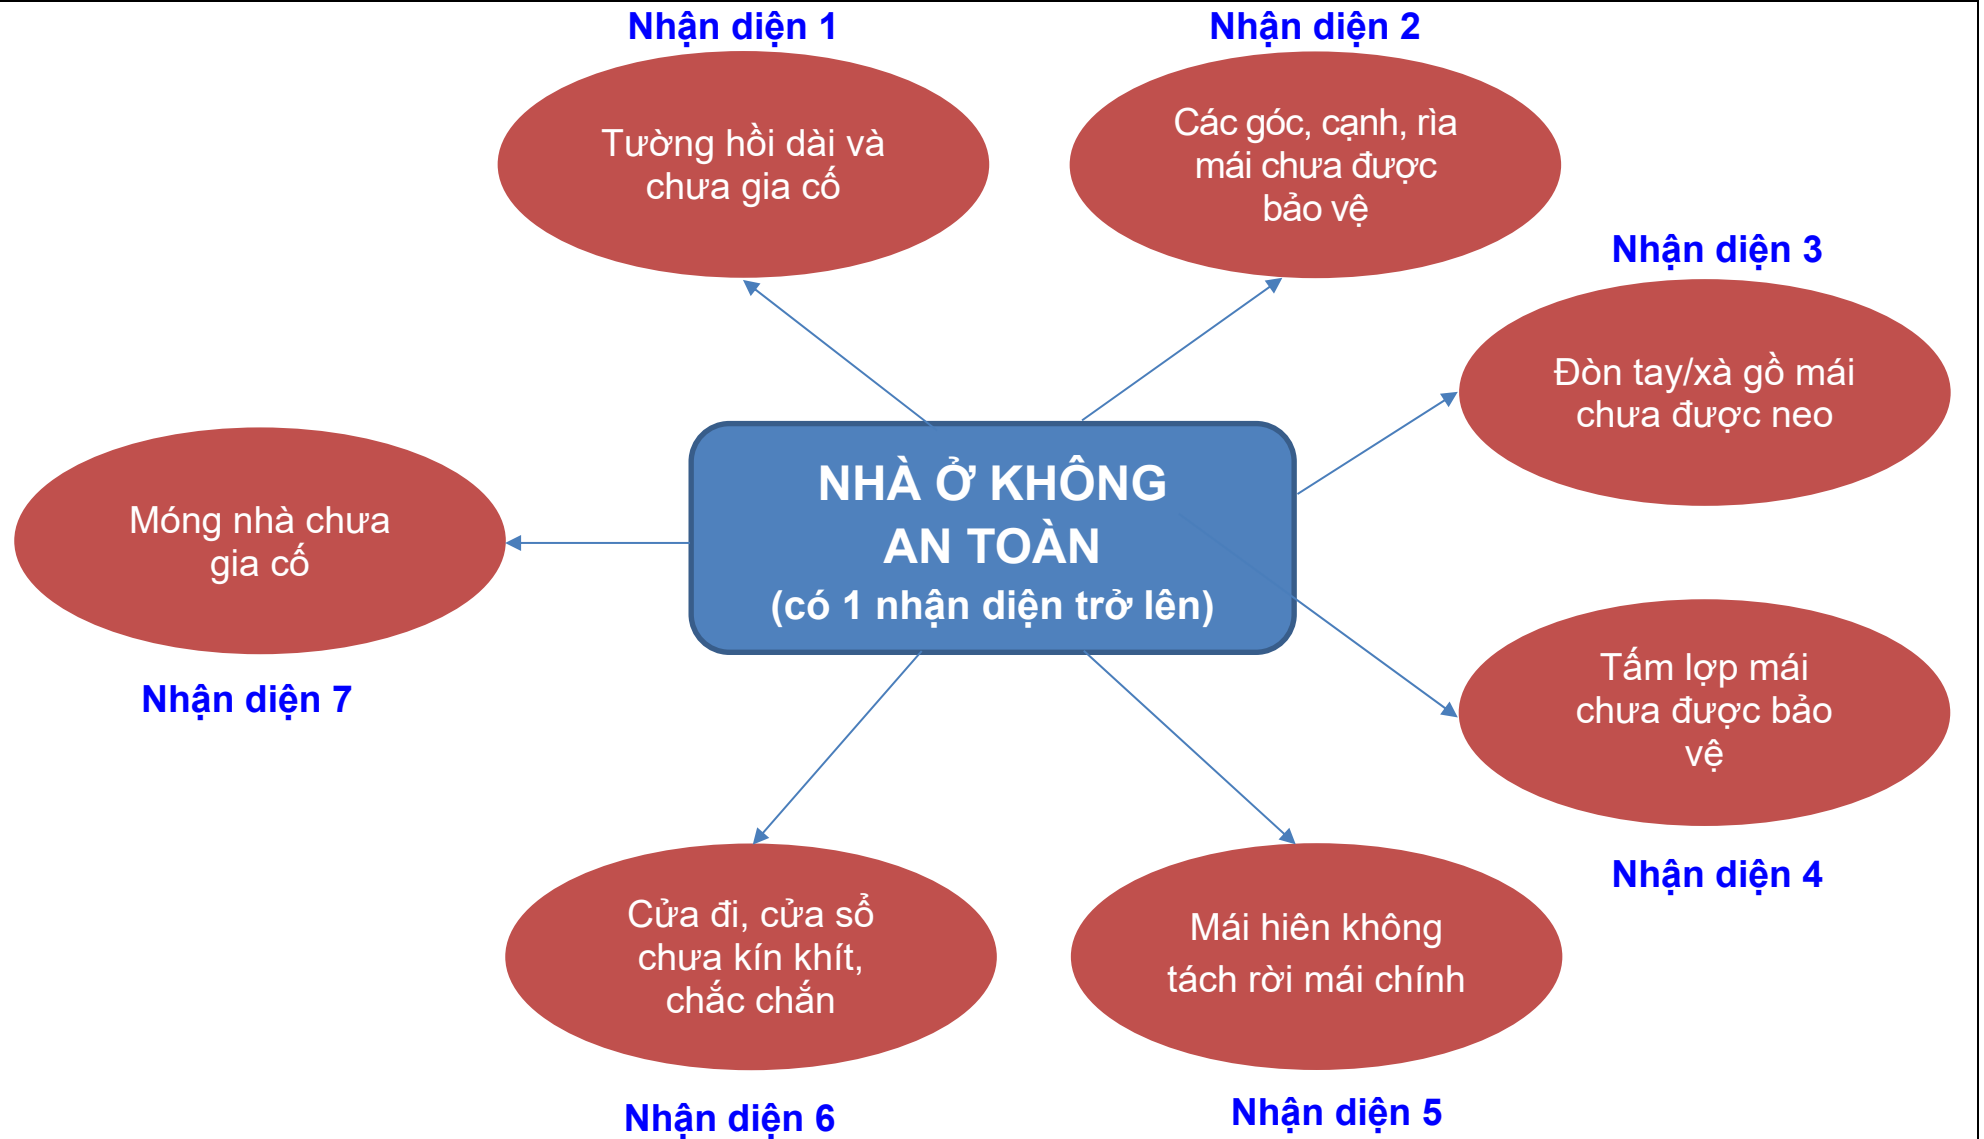 Nhận diện 1
Tường hồi dài và
chưa gia cố
Nhận diện 2
Các góc, cạnh, rìa
mái chưa được
bảo vệ
Nhận diện 3
Đòn tay/xà gồ mái
chưa được neo
NHÀ Ở KHÔNG
AN TOÀN
(có 1 nhận diện trở lên)
Móng nhà chưa
gia cố
Nhận diện 7
Tấm lợp mái
chưa được bảo
vệ
Nhận diện 4
Cửa đi, cửa sổ
chưa kín khít,
chắc chắn
Nhận diện 6
Mái hiên không
tách rời mái chính
Nhận diện 5